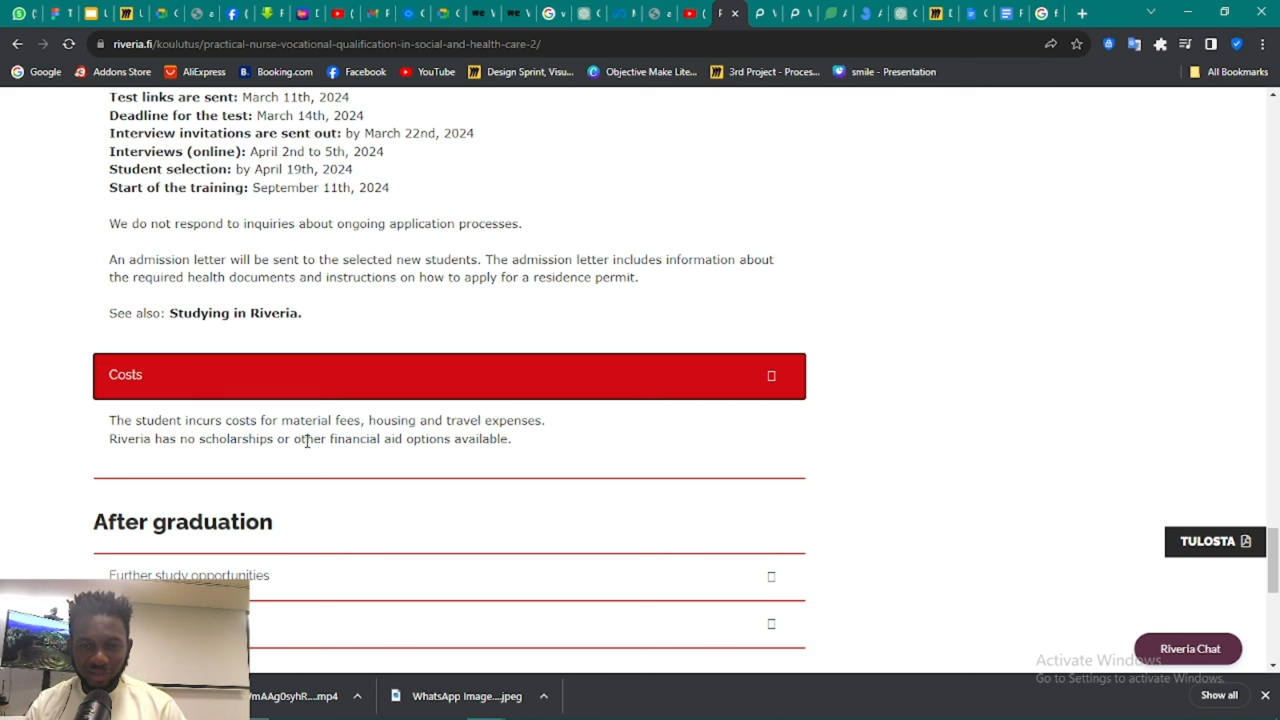 riveria.fi/koulutus/practical-nurse-vocational-qualification-in-social-and-health-care-2/
Google
Addons Store
AliExpress
Booking.com
Facebook
YouTube
Design Sprint, Visu...
Objective Make Lite...
3rd Project - Proces...
smile - Presentation
All Bookmarks
Test links are sent: March 11th, 2024
Deadline for the test: March 14th, 2024
Interview invitations are sent out: by March 22nd, 2024
Interviews (online): April 2nd to 5th, 2024
Student selection: by April 19th, 2024
Start of the training: September 11th, 2024
We do not respond to inquiries about ongoing application processes.
An admission letter will be sent to the selected new students. The admission letter includes information about
the required health documents and instructions on how to apply for a residence permit.
See also: Studying in Riveria.
Costs
The student incurs costs for material fees, housing and travel expenses.
Riveria has no scholarships or other financial aid options available.
After graduation
TULOSTA
Further study opportunities
Riveria Chat
Activate Windows
Go to Settings to activate Windows.
mAAg0syhR....mp4
WhatsApp Image....jpeg
Show all